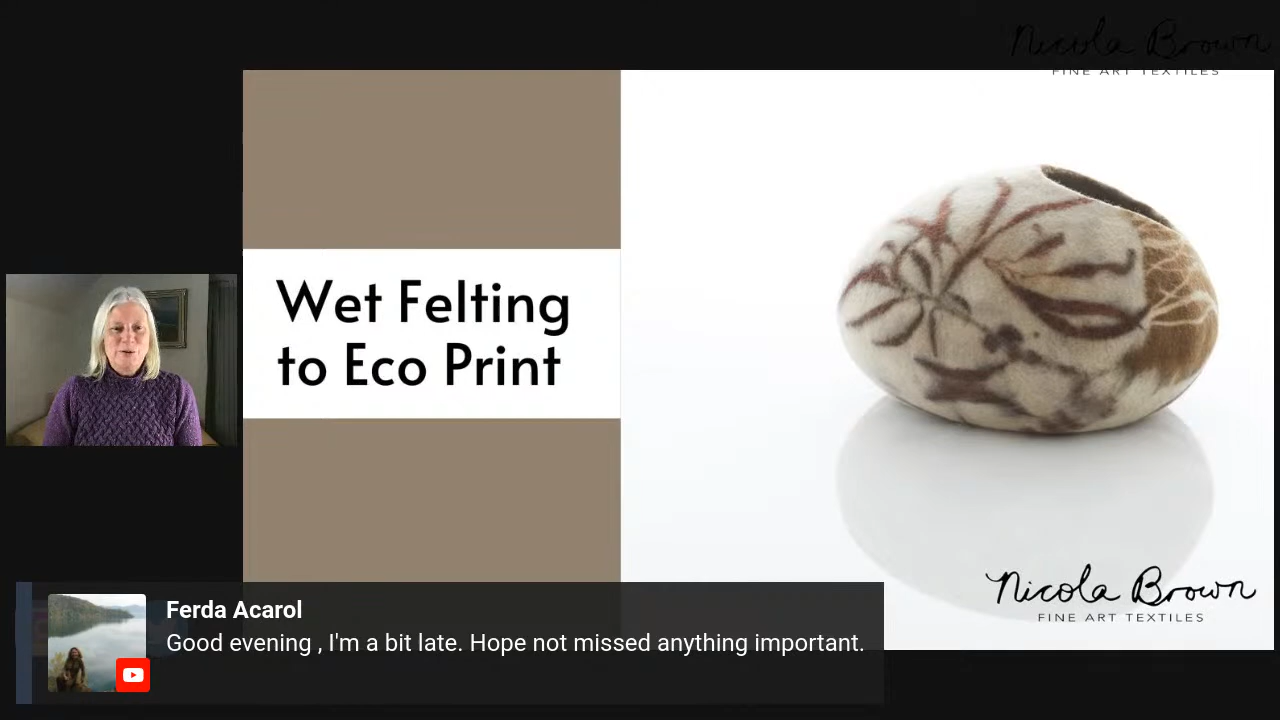 Nicola Brown
FINE ART TEXTILES
Wet Felting
to Eco Print
Nicola Brown
FINE ART TEXTILES
Ferda Acarol
Good evening , I'm a bit late. Hope not missed anything important.